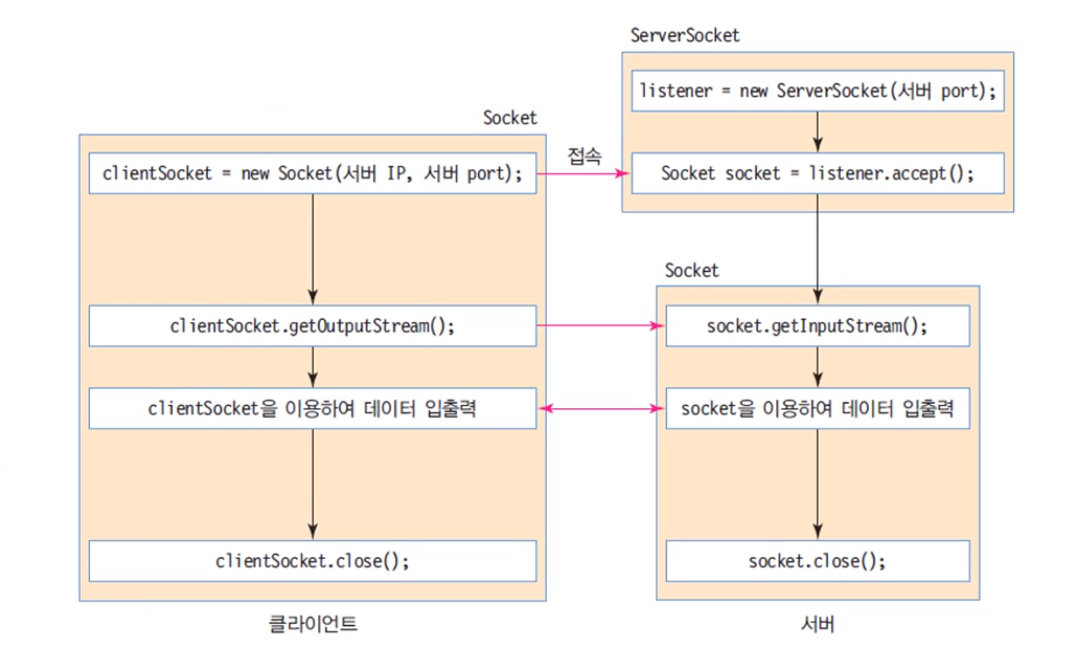 ServerSocket
listener = new ServerSocket(서버 port);
Socket
clientSocket = new Socket(서버 IP, 서버 port);
접속
Socket socket = listener.accept();
Socket
clientSocket.getOutputStream();
socket.getInputStream();
clientSocket을 이용하여 데이터 입출력
socket을 이용하여 데이터 입출력
clientSocket.close();
socket.close();
클라이언트
서버